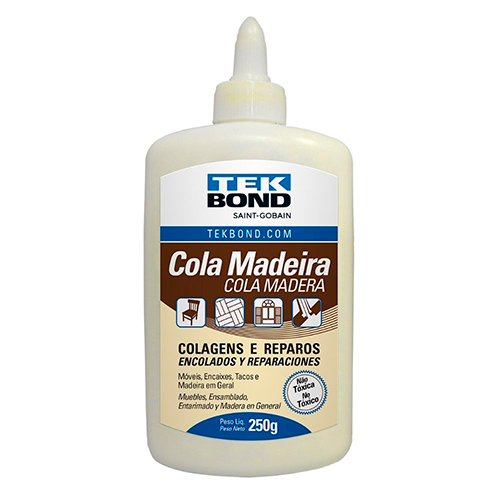 TEK
BOND
SAINT-GOBAIN
TEKBOND.COM
Cola Madeira
COLA MADERA
COLAGENS E REPAROS
ENCOLADOS Y REPARACIONES
Móveis, Encaixes, Tacos e
Madeira em Geral
Muebles, Ensamblado,
Entarimado y Madera en General
Não
Tóxica
No
Tóxico
Peso Líq.
Peso Neto
250g